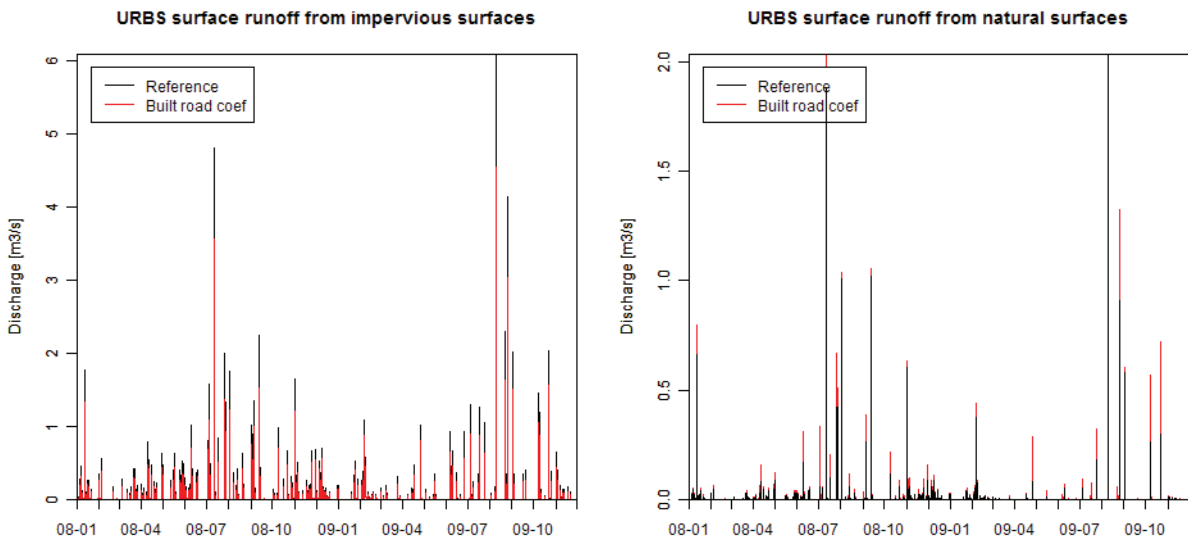 URBS surface runoff from impervious surfaces
Discharge [m3/s]
6
5
4
3
2
1
0
Reference
Built road coef
08-01 08-04 08-07 08-10 09-01 09-04 09-07 09-10
URBS surface runoff from natural surfaces
Discharge [m3/s]
2.0
1.5
1.0
0.5
0.0
Reference
Built road coef
08-01 08-04 08-07 08-10 09-01 09-04 09-07 09-10